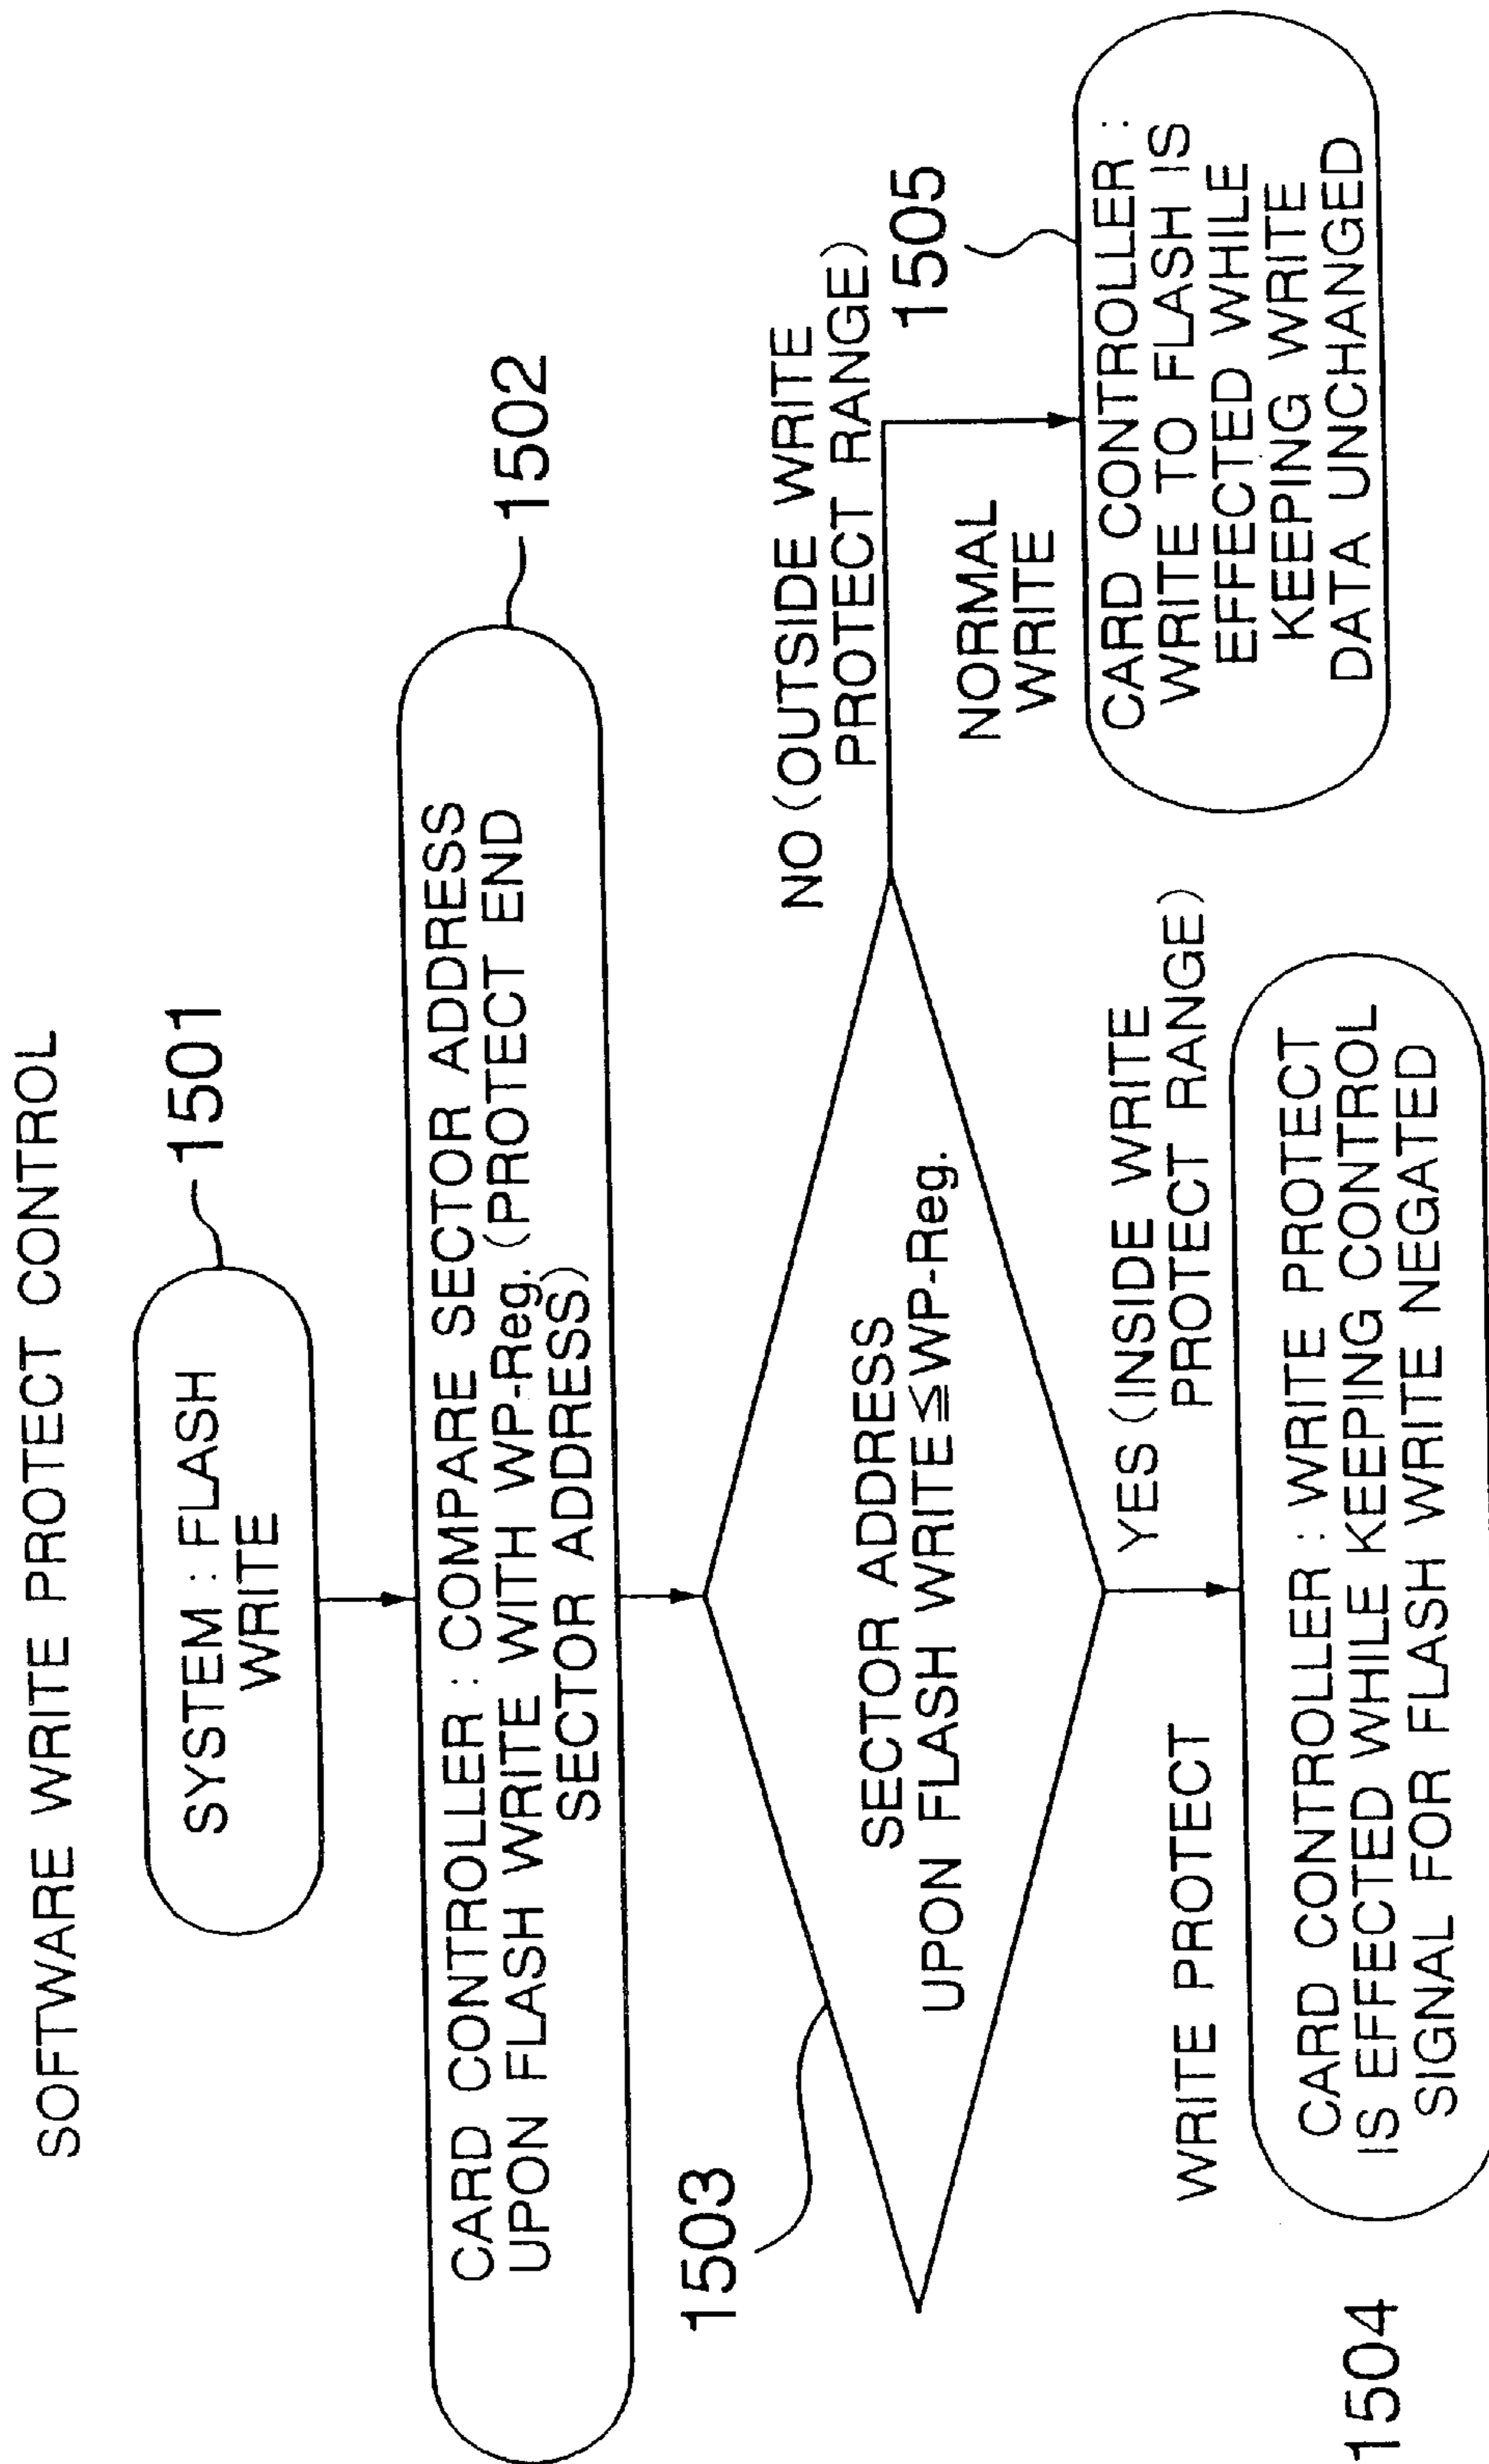 SOFTWARE WRITE PROTECT CONTROL
SYSTEM : FLASH
WRITE
1501
CARD CONTROLLER : COMPARE SECTOR ADDRESS
UPON FLASH WRITE WITH WP-Reg. (PROTECT END
SECTOR ADDRESS)
1502
1503
SECTOR ADDRESS
UPON FLASH WRITE≦WP-Reg.
NO (OUTSIDE WRITE
PROTECT RANGE)
NORMAL
WRITE
1505
CARD CONTROLLER :
WRITE TO FLASH IS
EFFECTED WHILE
KEEPING WRITE
DATA UNCHANGED
YES (INSIDE WRITE
PROTECT RANGE)
WRITE PROTECT
1504
CARD CONTROLLER : WRITE PROTECT
IS EFFECTED WHILE KEEPING CONTROL
SIGNAL FOR FLASH WRITE NEGATED